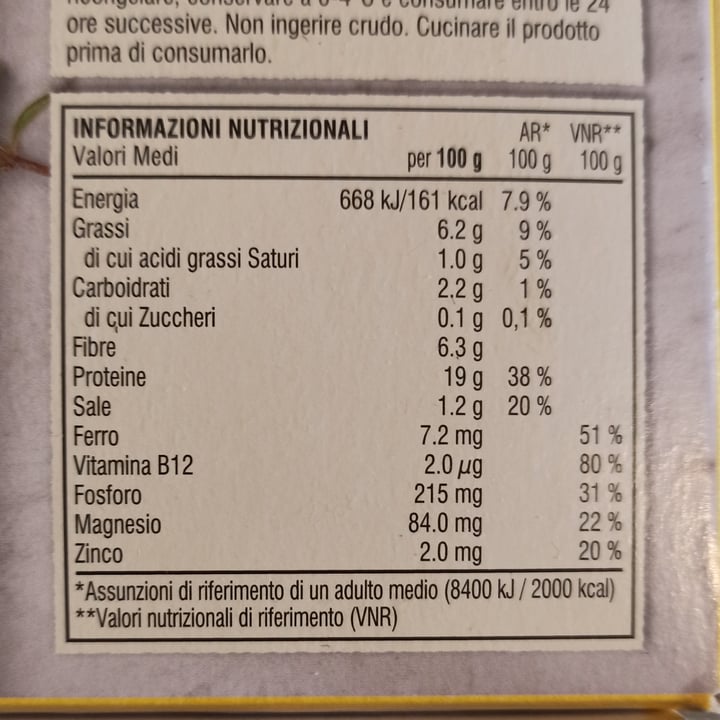 ore successive. Non ingerire crudo. Cucinare il prodotto
prima di consumarlo.
INFORMAZIONI NUTRIZIONALI AR* VNR**
Valori Medi per 100 g 100 g 100 g
Energia 668 kJ/161 kcal 7.9 %
Grassi 6.2 g 9 %
di cui acidi grassi Saturi 1.0 g 5 %
Carboidrati 2,2 g 1 %
di cui Zuccheri 0.1 g 0,1 %
Fibre 6.3 g
Proteine 19 g 38 %
Sale 1.2 g 20 %
Ferro 7.2 mg 51 %
Vitamina B12 2.0 µg 80 %
Fosforo 215 mg 31 %
Magnesio 84.0 mg 22 %
Zinco 2.0 mg 20 %
*Assunzioni di riferimento di un adulto medio (8400 kJ / 2000 kcal)
**Valori nutrizionali di riferimento (VNR)